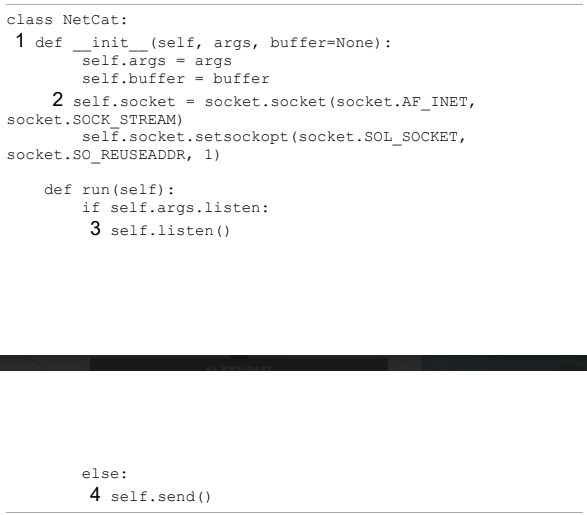 class NetCat:
1 def __init__(self, args, buffer=None):
        self.args = args
        self.buffer = buffer
    2 self.socket = socket.socket(socket.AF_INET,
socket.SOCK_STREAM)
        self.socket.setsockopt(socket.SOL_SOCKET,
socket.SO_REUSEADDR, 1)
    def run(self):
        if self.args.listen:
        3 self.listen()
        else:
        4 self.send()